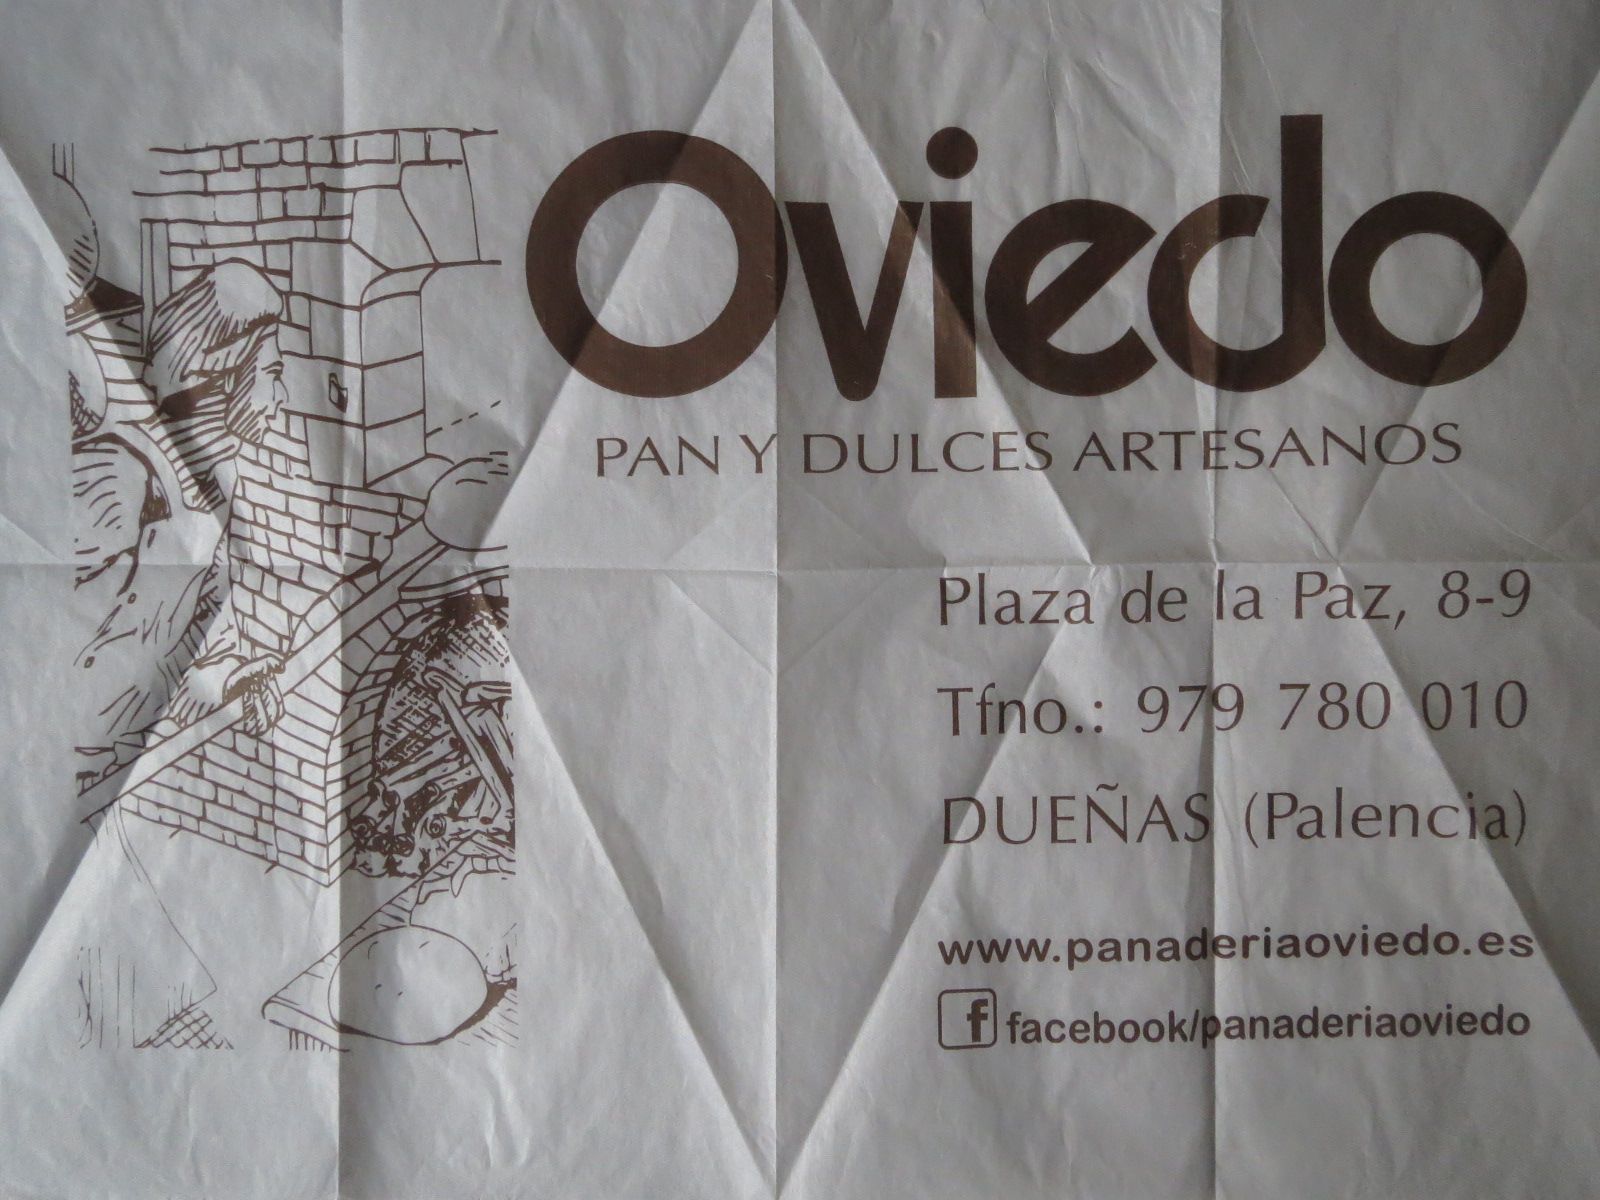 Oviedo
PAN Y DULCES ARTESANOS
Plaza de la Paz, 8-9
Tfno.: 979 780 010
DUEÑAS (Palencia)
www.panaderiaoviedo.es
f facebook/panaderiaoviedo